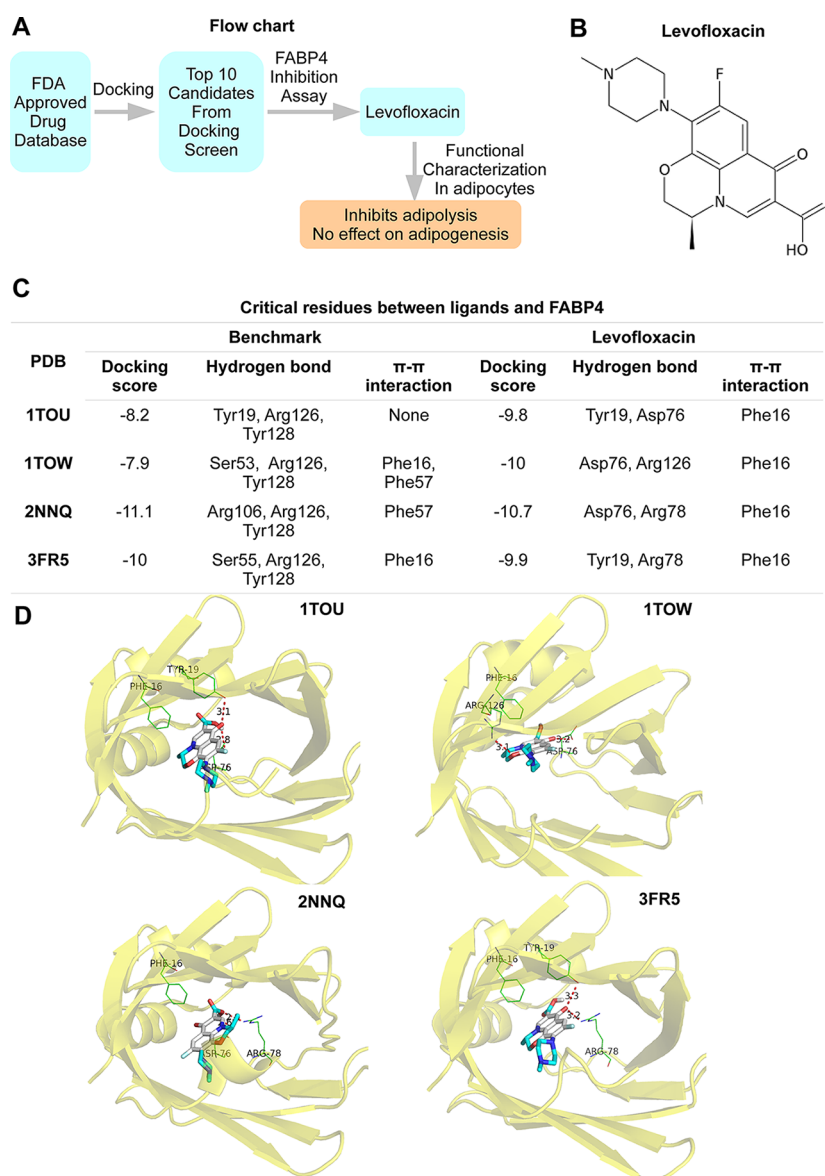 A
Flow chart
FDA
Approved
Drug
Database
Docking
Top 10
Candidates
From
Docking
Screen
FABP4
Inhibition
Assay
Levofloxacin
Functional
Characterization
In adipocytes
Inhibits adipolysis
No effect on adipogenesis
B
Levofloxacin
N
N
F
O
N
O
HO
C
Critical residues between ligands and FABP4
PDB
Benchmark
Levofloxacin
Docking score
Hydrogen bond
π-π interaction
Docking score
Hydrogen bond
π-π interaction
1TOU -8.2 Tyr19, Arg126, Tyr128 None -9.8 Tyr19, Asp76 Phe16
1TOW -7.9 Ser53, Arg126, Tyr128 Phe16, Phe57 -10 Asp76, Arg126 Phe16
2NNQ -11.1 Arg106, Arg126, Tyr128 Phe57 -10.7 Asp76, Arg78 Phe16
3FR5 -10 Ser55, Arg126, Tyr128 Phe16 -9.9 Tyr19, Arg78 Phe16
D
1TOU
TYR-19
PHE-16
3.1
1TOW
PHE-16
ARG-126
3.1
3.2
ASP-76
2NNQ
PHE-16
ARG-78
3FR5
TYR-19
PHE-16
3.3
3.2
ARG-78